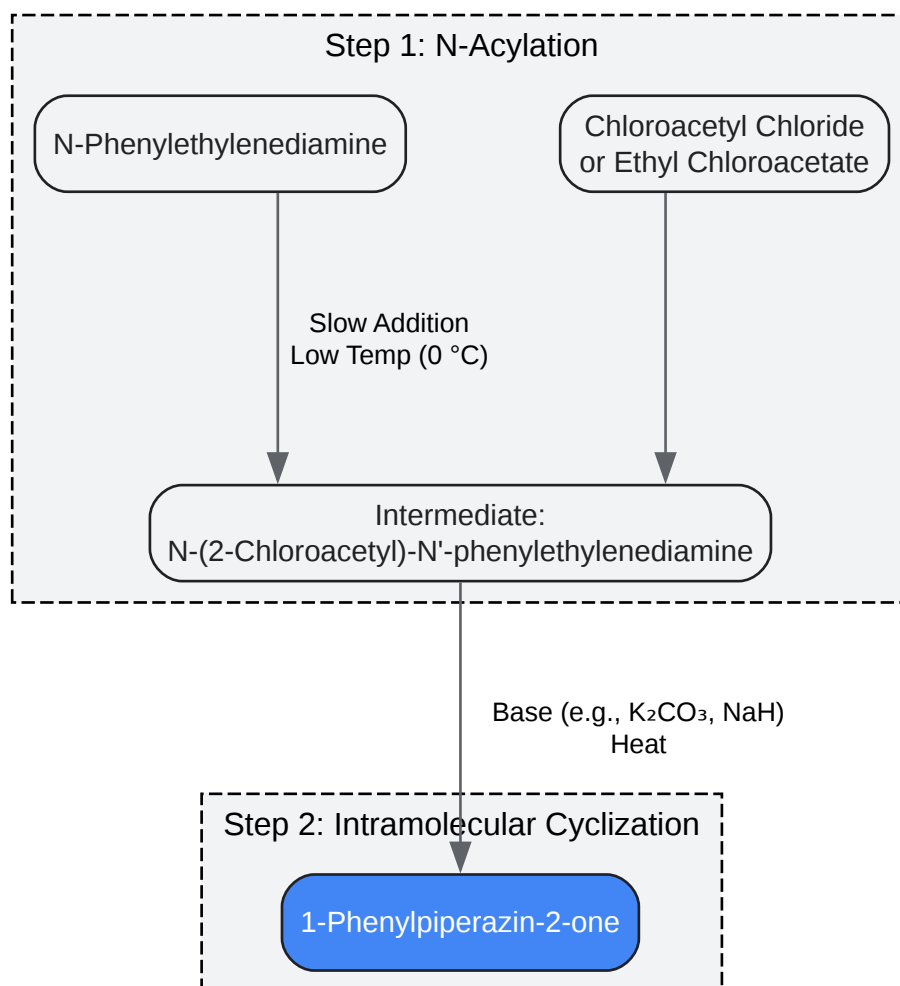 Step 1: N-Acylation
N-Phenylethylenediamine
Chloroacetyl Chloride
or Ethyl Chloroacetate
Slow Addition
Low Temp (0 °C)
Intermediate:
N-(2-Chloroacetyl)-N'-phenylethylenediamine
Base (e.g., K₂CO₃, NaH)
Heat
Step 2: Intramolecular Cyclization
1-Phenylpiperazin-2-one